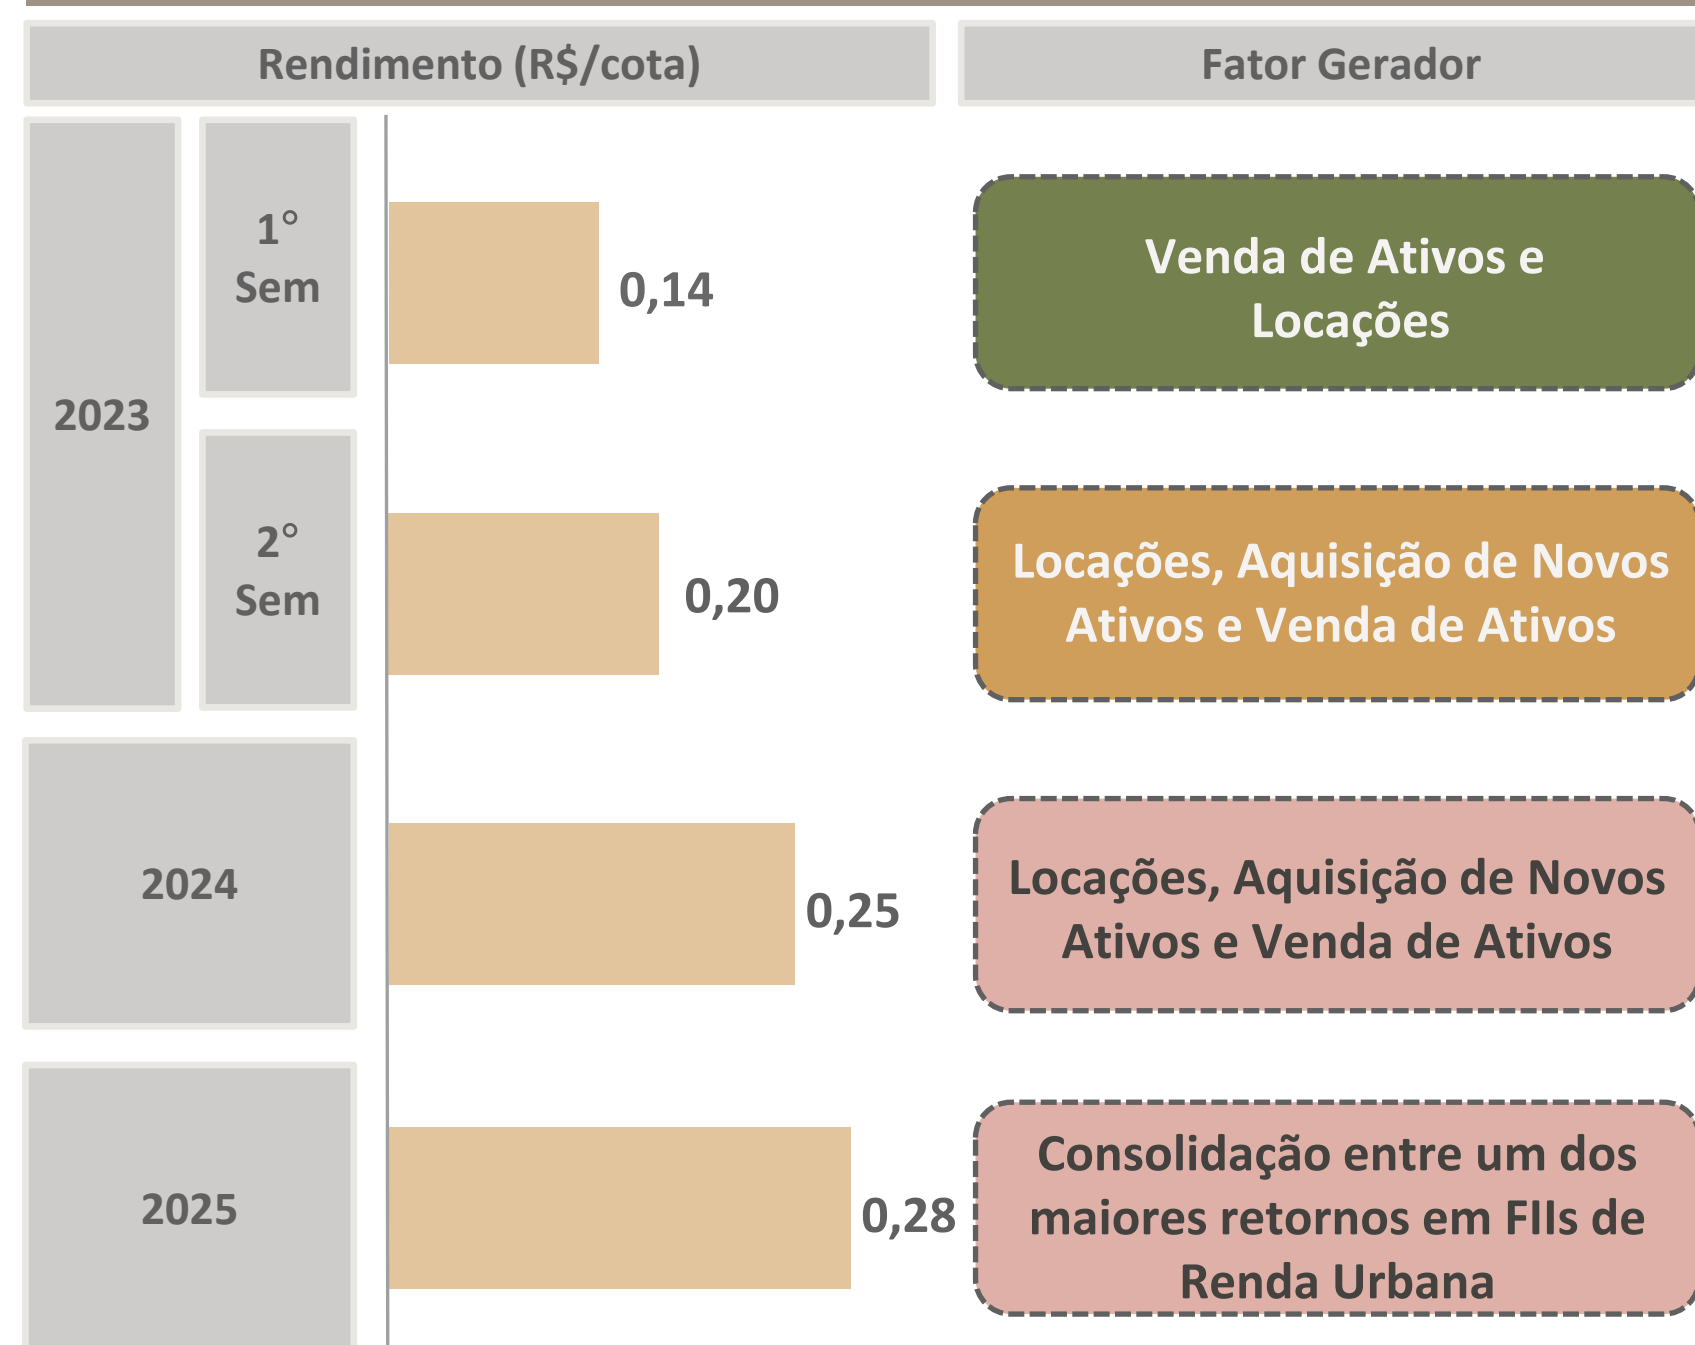 Rendimento (R$/cota)
Fator Gerador
2023
1°
Sem
0,14
Venda de Ativos e
Locações
2°
Sem
0,20
Locações, Aquisição de Novos
Ativos e Venda de Ativos
2024
0,25
Locações, Aquisição de Novos
Ativos e Venda de Ativos
2025
0,28
Consolidação entre um dos
maiores retornos em FIIs de
Renda Urbana